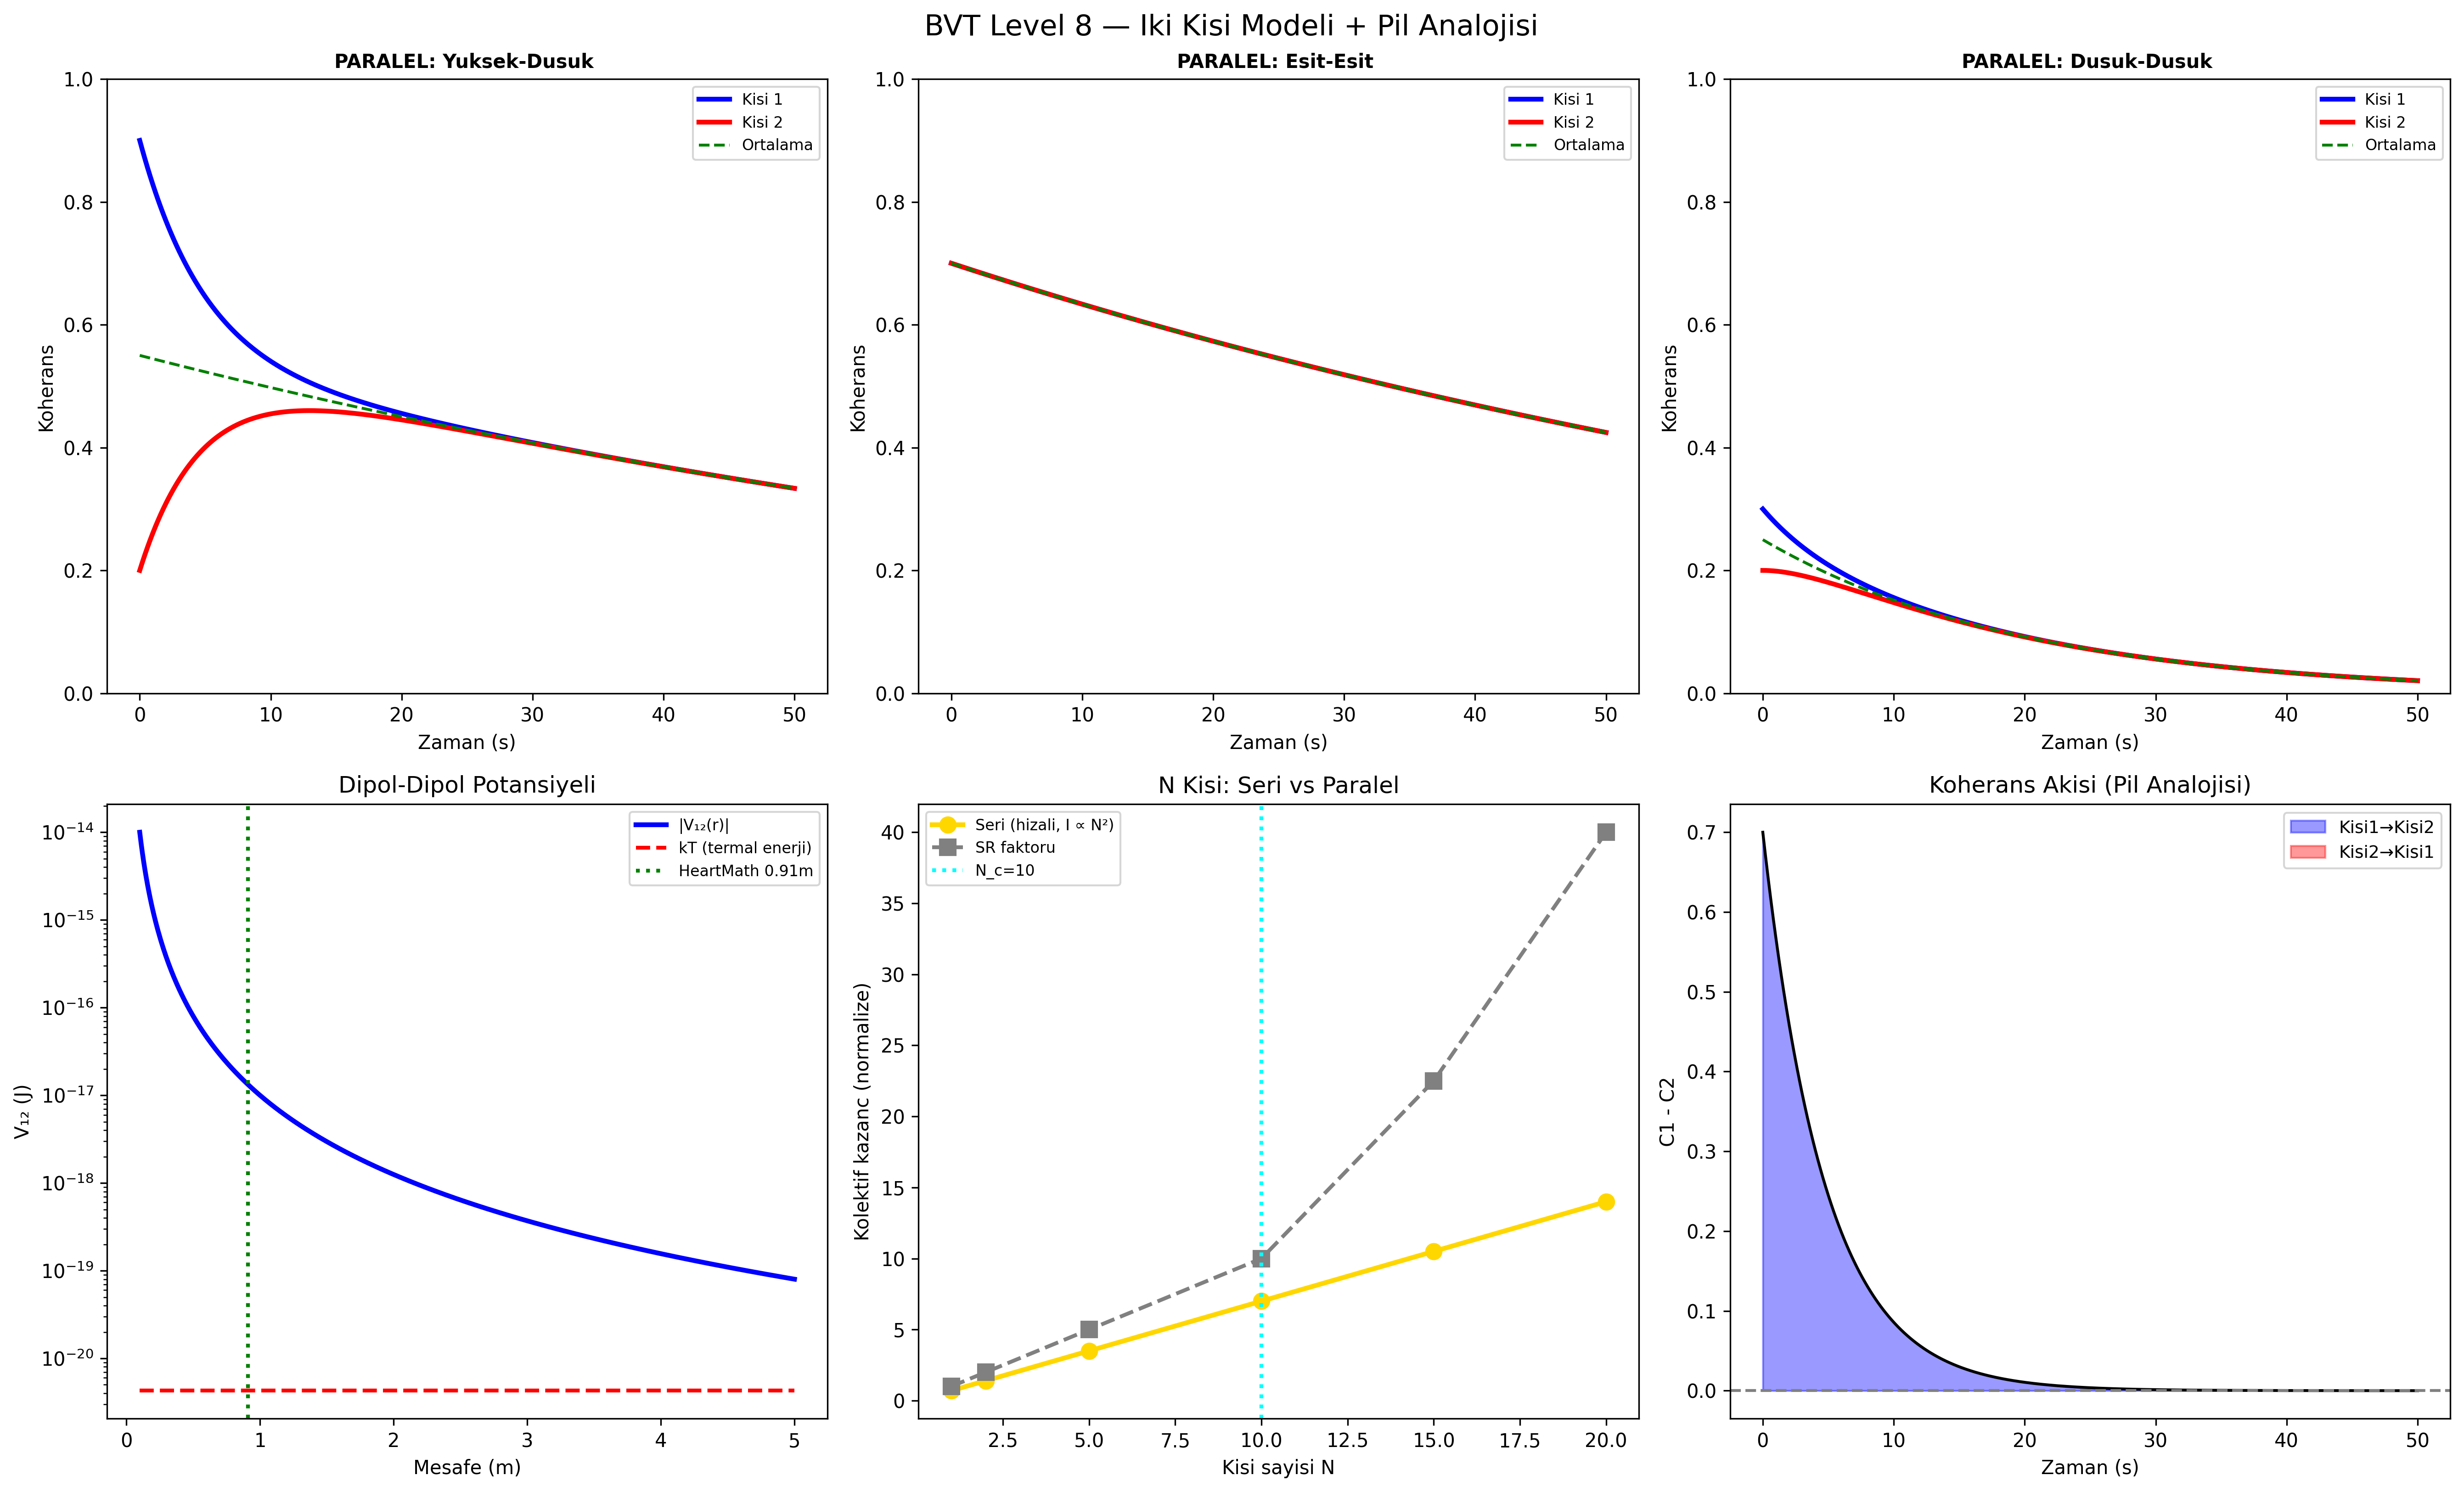 BVT Level 8 — Iki Kisi Modeli + Pil Analojisi
PARALEL: Yuksek-Dusuk
1.0
0.8
0.6
0.4
0.2
0.0
Koherans
Kisi 1
Kisi 2
Ortalama
0 10 20 30 40 50
Zaman (s)
PARALEL: Esit-Esit
1.0
0.8
0.6
0.4
0.2
0.0
Koherans
Kisi 1
Kisi 2
Ortalama
0 10 20 30 40 50
Zaman (s)
PARALEL: Dusuk-Dusuk
1.0
0.8
0.6
0.4
0.2
0.0
Koherans
Kisi 1
Kisi 2
Ortalama
0 10 20 30 40 50
Zaman (s)
Dipol-Dipol Potansiyeli
10⁻¹⁴
10⁻¹⁵
10⁻¹⁶
10⁻¹⁷
10⁻¹⁸
10⁻¹⁹
10⁻²⁰
V₁₂ (J)
|V₁₂(r)|
kT (termal enerji)
HeartMath 0.91m
0 1 2 3 4 5
Mesafe (m)
N Kisi: Seri vs Paralel
40
35
30
25
20
15
10
5
0
Kolektif kazanc (normalize)
Seri (hizali, I ∝ N²)
SR faktoru
N_c=10
2.5 5.0 7.5 10.0 12.5 15.0 17.5 20.0
Kisi sayisi N
Koherans Akisi (Pil Analojisi)
0.7
0.6
0.5
0.4
0.3
0.2
0.1
0.0
C1 - C2
Kisi1→Kisi2
Kisi2→Kisi1
0 10 20 30 40 50
Zaman (s)